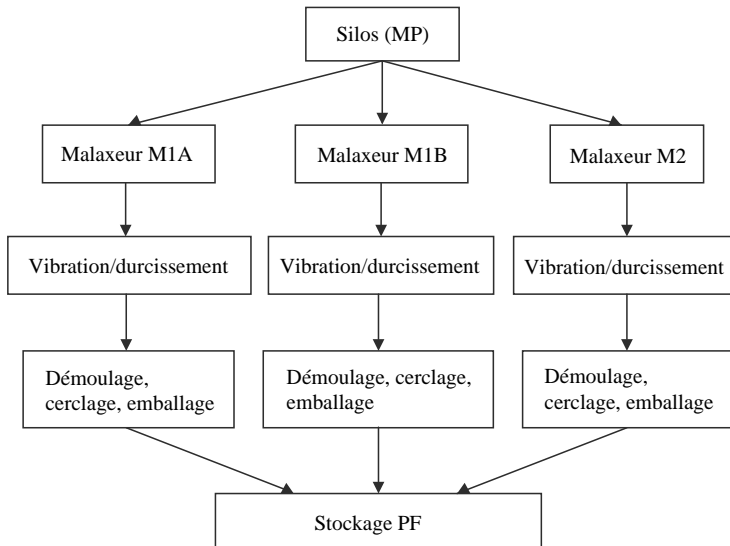 Silos (MP)
Malaxeur M1A
Malaxeur M1B
Malaxeur M2
Vibration/durcissement
Vibration/durcissement
Vibration/durcissement
Démoulage,
cerclage, emballage
Démoulage, cerclage,
emballage
Démoulage,
cerclage, emballage
Stockage PF